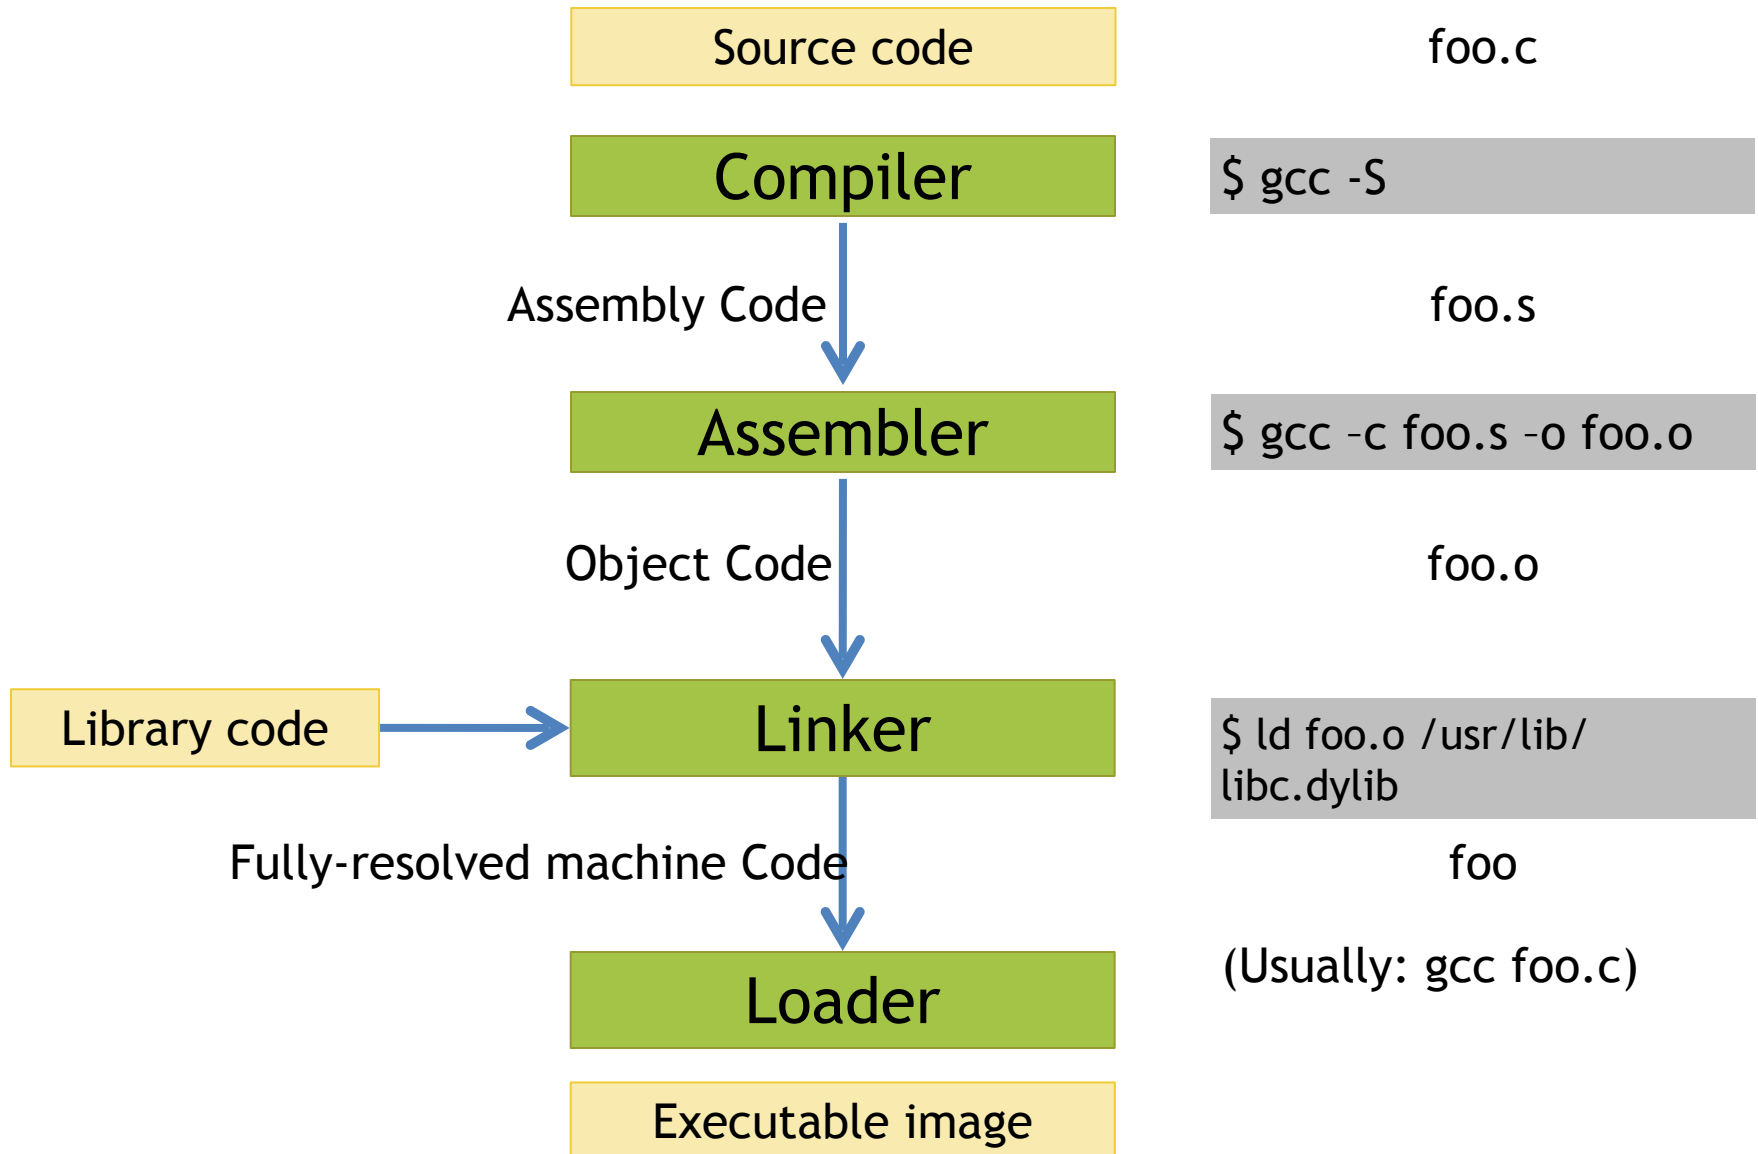 Source code
foo.c
Compiler
$ gcc -S
Assembly Code
foo.s
Assembler
$ gcc –c foo.s –o foo.o
Object Code
foo.o
Library code
Linker
$ ld foo.o /usr/lib/
libc.dylib
Fully-resolved machine Code
foo
Loader
(Usually: gcc foo.c)
Executable image